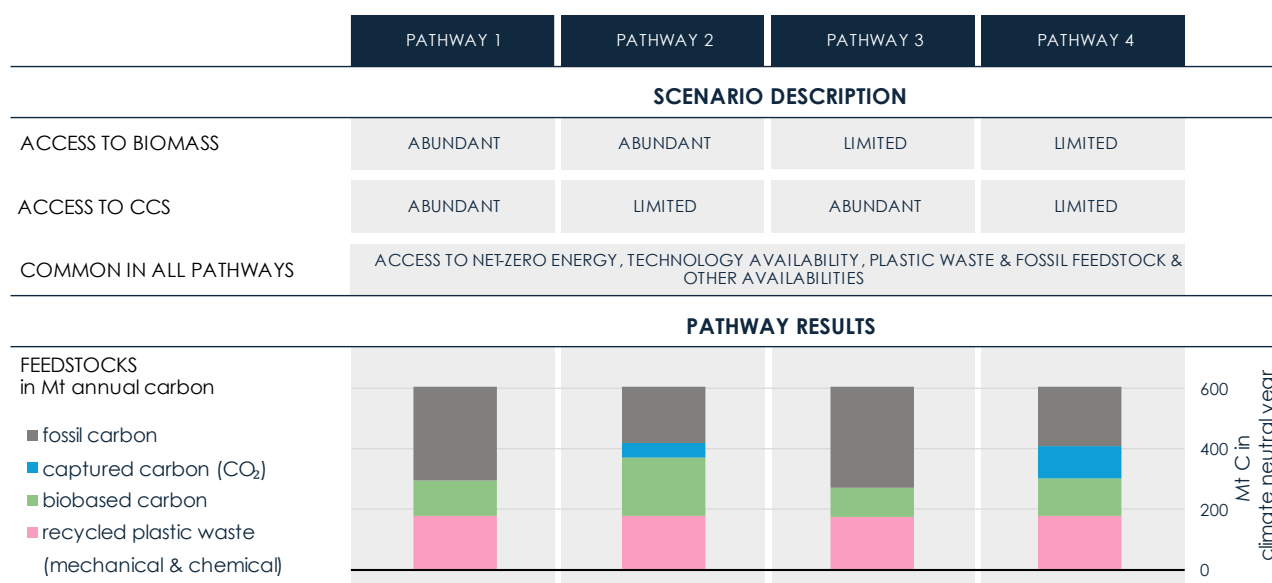 PATHWAY 1 PATHWAY 2 PATHWAY 3 PATHWAY 4
SCENARIO DESCRIPTION
ACCESS TO BIOMASS ABUNDANT ABUNDANT LIMITED LIMITED
ACCESS TO CCS ABUNDANT LIMITED ABUNDANT LIMITED
COMMON IN ALL PATHWAYS
ACCESS TO NET-ZERO ENERGY, TECHNOLOGY AVAILABILITY, PLASTIC WASTE & FOSSIL FEEDSTOCK &
OTHER AVAILABILITIES
PATHWAY RESULTS
FEEDSTOCKS
in Mt annual carbon
fossil carbon
captured carbon (CO₂)
biobased carbon
recycled plastic waste
(mechanical & chemical)
600
400
200
0
Mt C in
climate neutral year